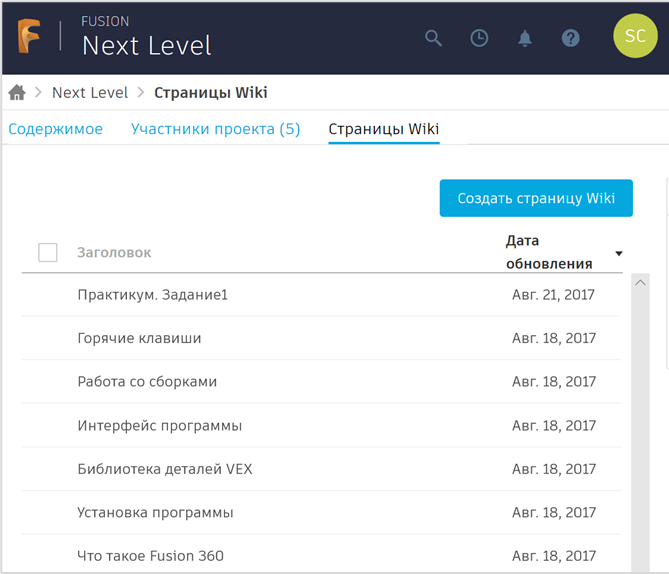 FUSION
Next Level
SC
Next Level > Страницы Wiki
Содержимое Участники проекта (5) Страницы Wiki
Создать страницу Wiki
Заголовок Дата
обновления
Практикум. Задание1 Авг. 21, 2017
Горячие клавиши Авг. 18, 2017
Работа со сборками Авг. 18, 2017
Интерфейс программы Авг. 18, 2017
Библиотека деталей VEX Авг. 18, 2017
Установка программы Авг. 18, 2017
Что такое Fusion 360 Авг. 18, 2017